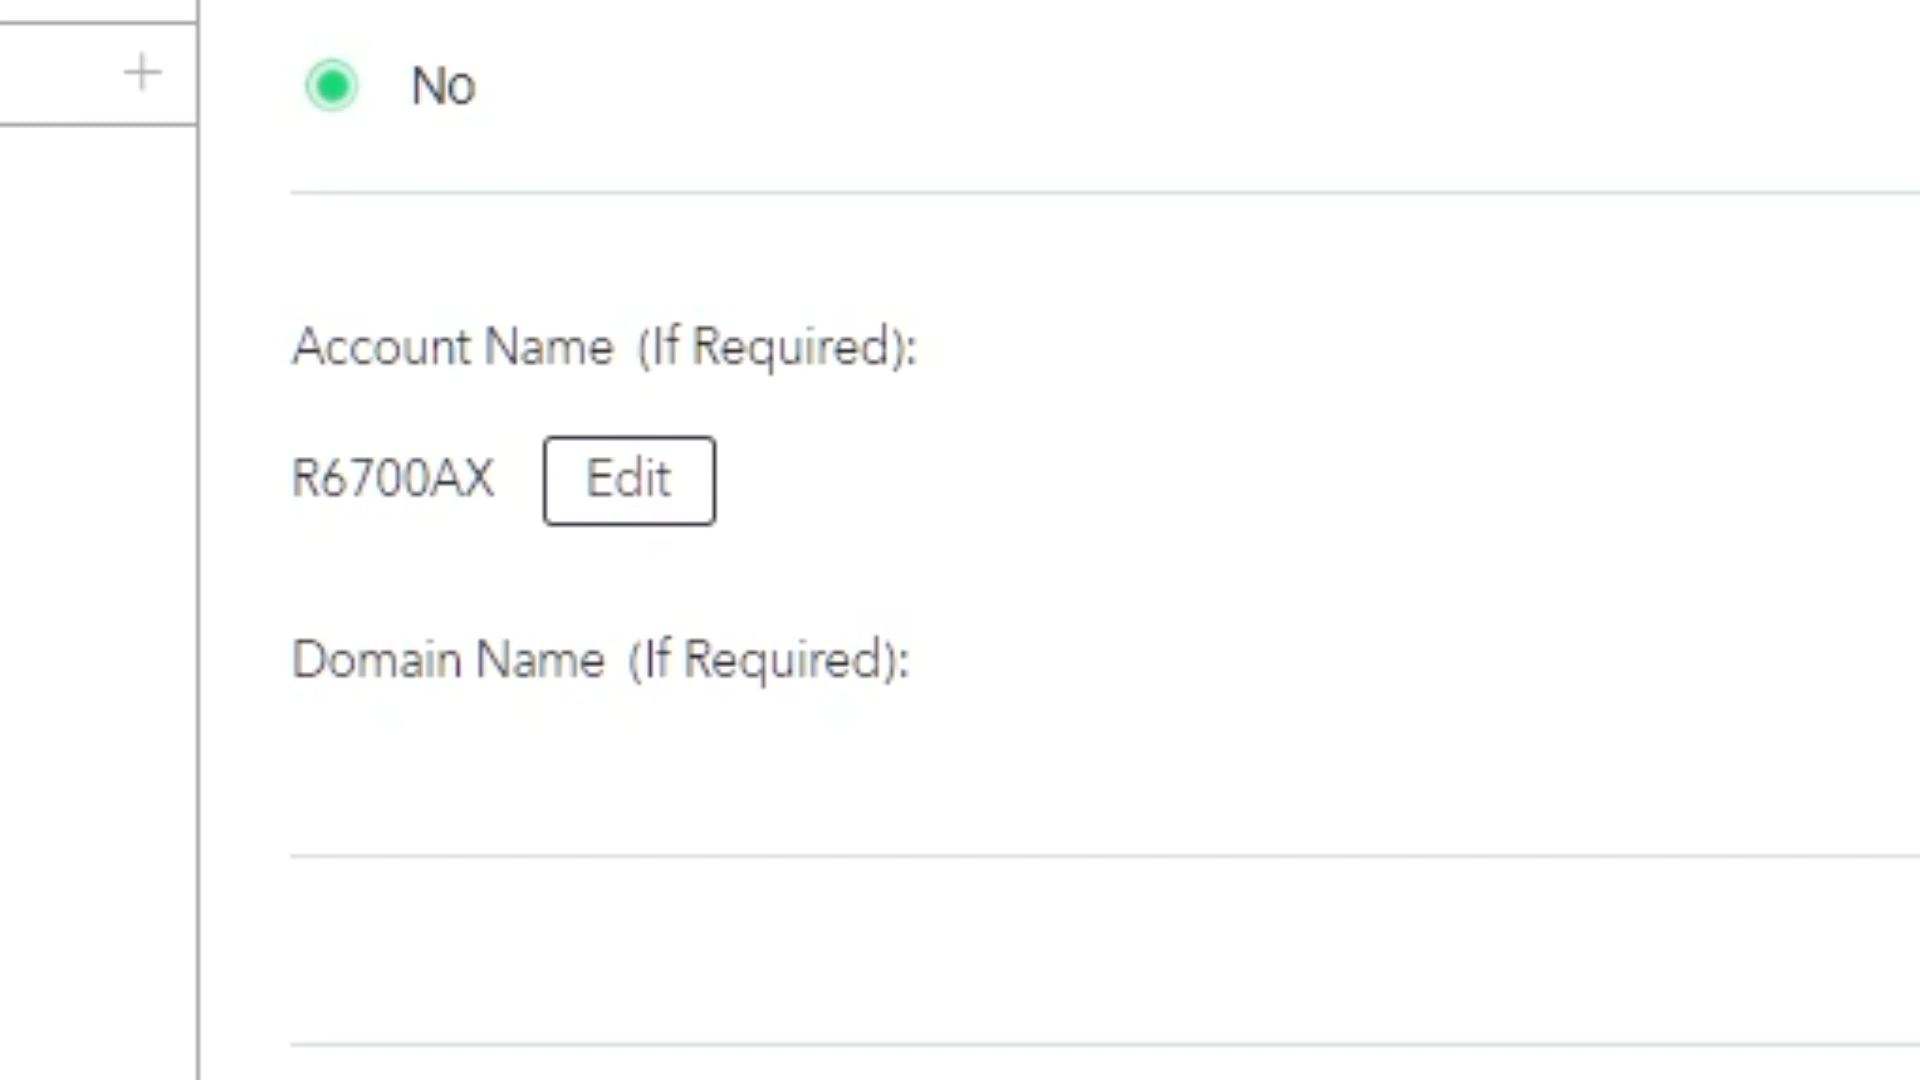 No
Account Name (If Required):
R6700AX Edit
Domain Name (If Required):